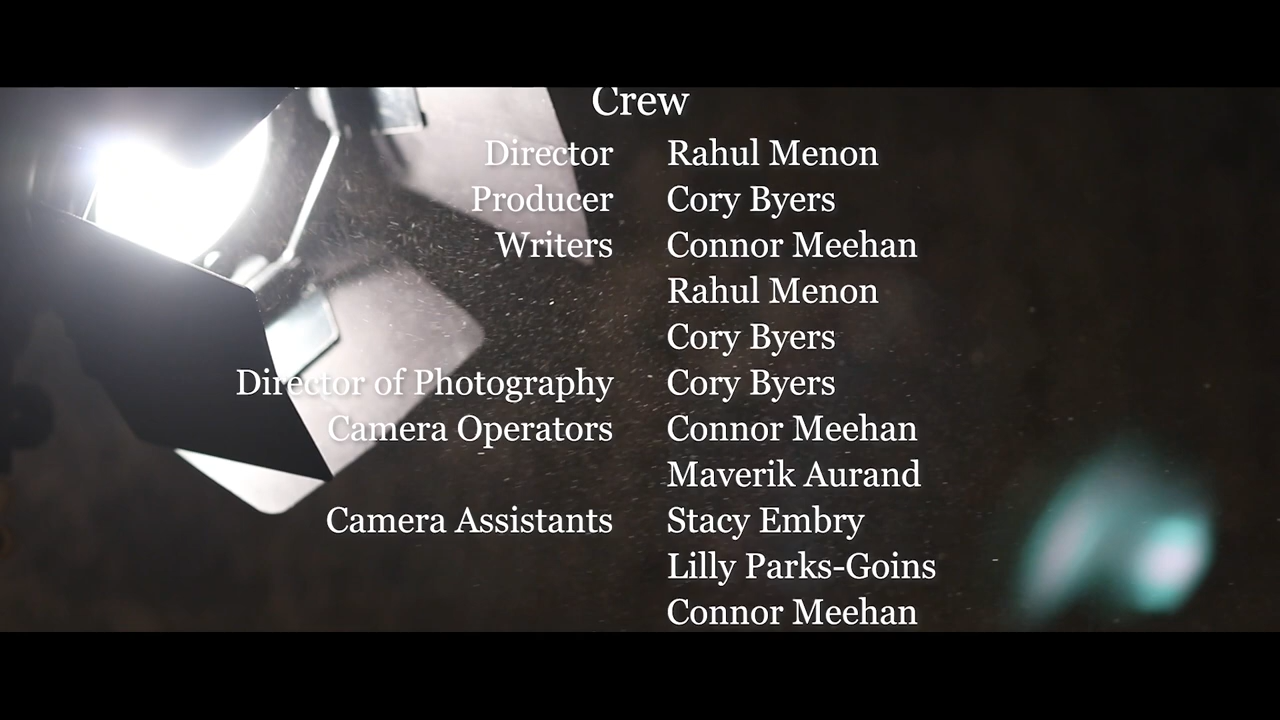 Crew
Director Rahul Menon
Producer Cory Byers
Writers Connor Meehan
Rahul Menon
Cory Byers
Director of Photography Cory Byers
Camera Operators Connor Meehan
Maverik Aurand
Camera Assistants Stacy Embry
Lilly Parks-Goins
Connor Meehan